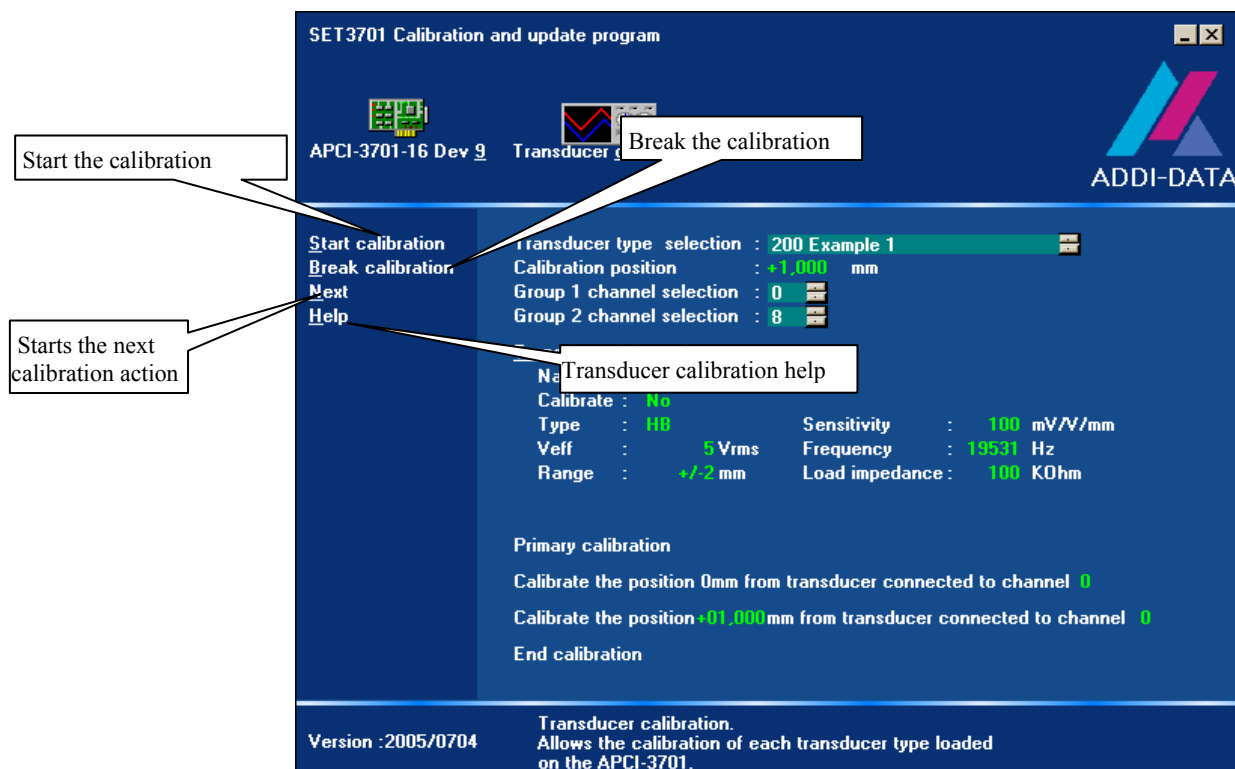 SET3701 Calibration and update program
APCI-3701-16 Dev 9
Transducer
ADDI-DATA
Start the calibration
Break the calibration
Starts the next
calibration action
Transducer calibration help
Start calibration
Break calibration
Next
Help
Transducer type selection : 200 Example 1
Calibration position : +1,000 mm
Group 1 channel selection : 0
Group 2 channel selection : 8
Calibrate : No
Type : HB Sensitivity : 100 mV/V/mm
Veff : 5 Vrms Frequency : 19531 Hz
Range : +/-2 mm Load impedance : 100 KOhm
Primary calibration
Calibrate the position 0mm from transducer connected to channel 0
Calibrate the position +01,000 mm from transducer connected to channel 0
End calibration
Version :2005/0704
Transducer calibration.
Allows the calibration of each transducer type loaded
on the APCI-3701.